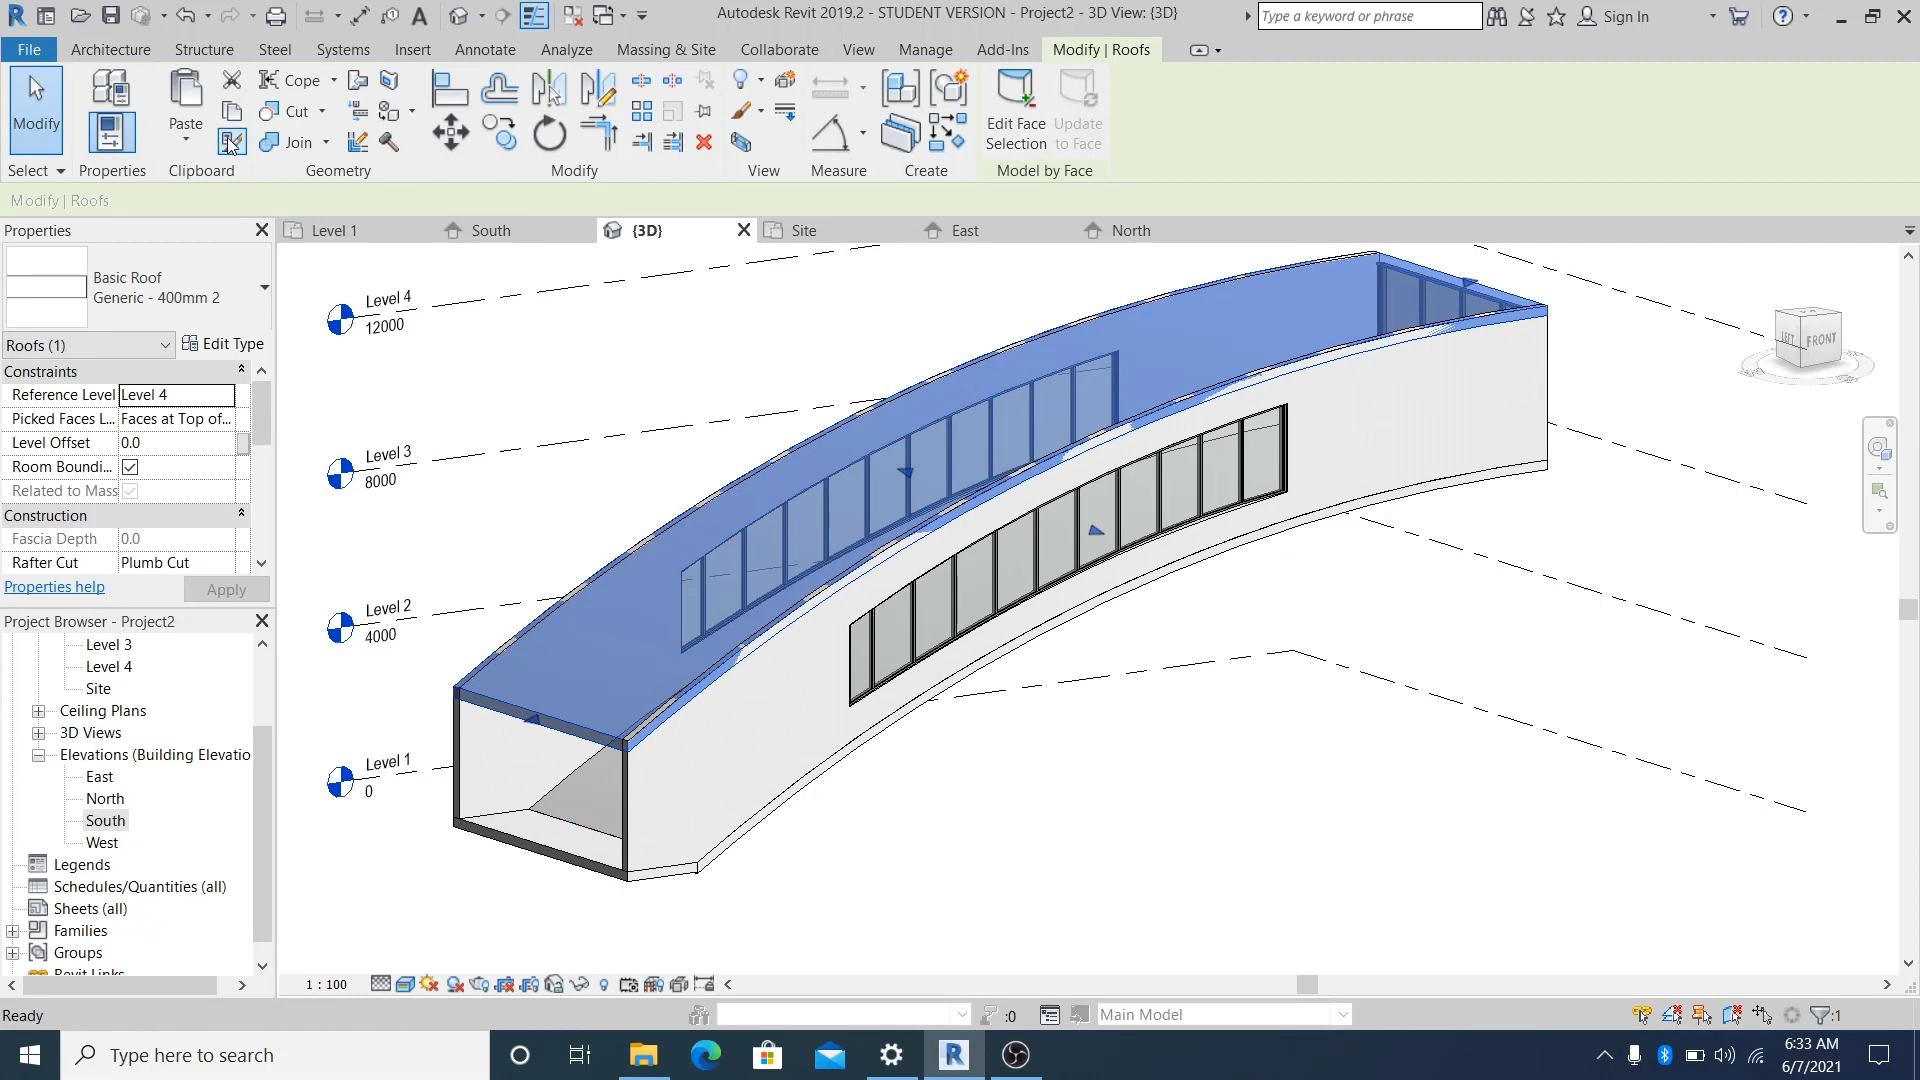 Autodesk Revit 2019.2 - STUDENT VERSION - Project2 - 3D View: {3D}
Type a keyword or phrase
Sign In
File
Architecture
Structure
Steel
Systems
Insert
Annotate
Analyze
Massing & Site
Collaborate
View
Manage
Add-Ins
Modify | Roofs
Modify
Paste
Cope
Cut
Join
Edit Face
Selection
Update
to Face
Select
Properties
Clipboard
Geometry
Modify
View
Measure
Create
Model by Face
Modify | Roofs
Properties
Level 1
South
{3D}
Site
East
North
Basic Roof
Generic - 400mm 2
Roofs (1)
Edit Type
Constraints
Reference Level
Level 4
Picked Faces L...
Faces at Top of...
Level Offset
0.0
Room Boundi...
Related to Mass
Construction
Fascia Depth
0.0
Rafter Cut
Plumb Cut
Properties help
Apply
Project Browser - Project2
Level 3
Level 4
Site
Ceiling Plans
3D Views
Elevations (Building Elevatio
East
North
South
West
Legends
Schedules/Quantities (all)
Sheets (all)
Families
Groups
Revit Links
Level 4
12000
Level 3
8000
Level 2
4000
Level 1
0
LEFT
FRONT
1 : 100
Ready
:0
Main Model
:1
Type here to search
6:33 AM
6/7/2021